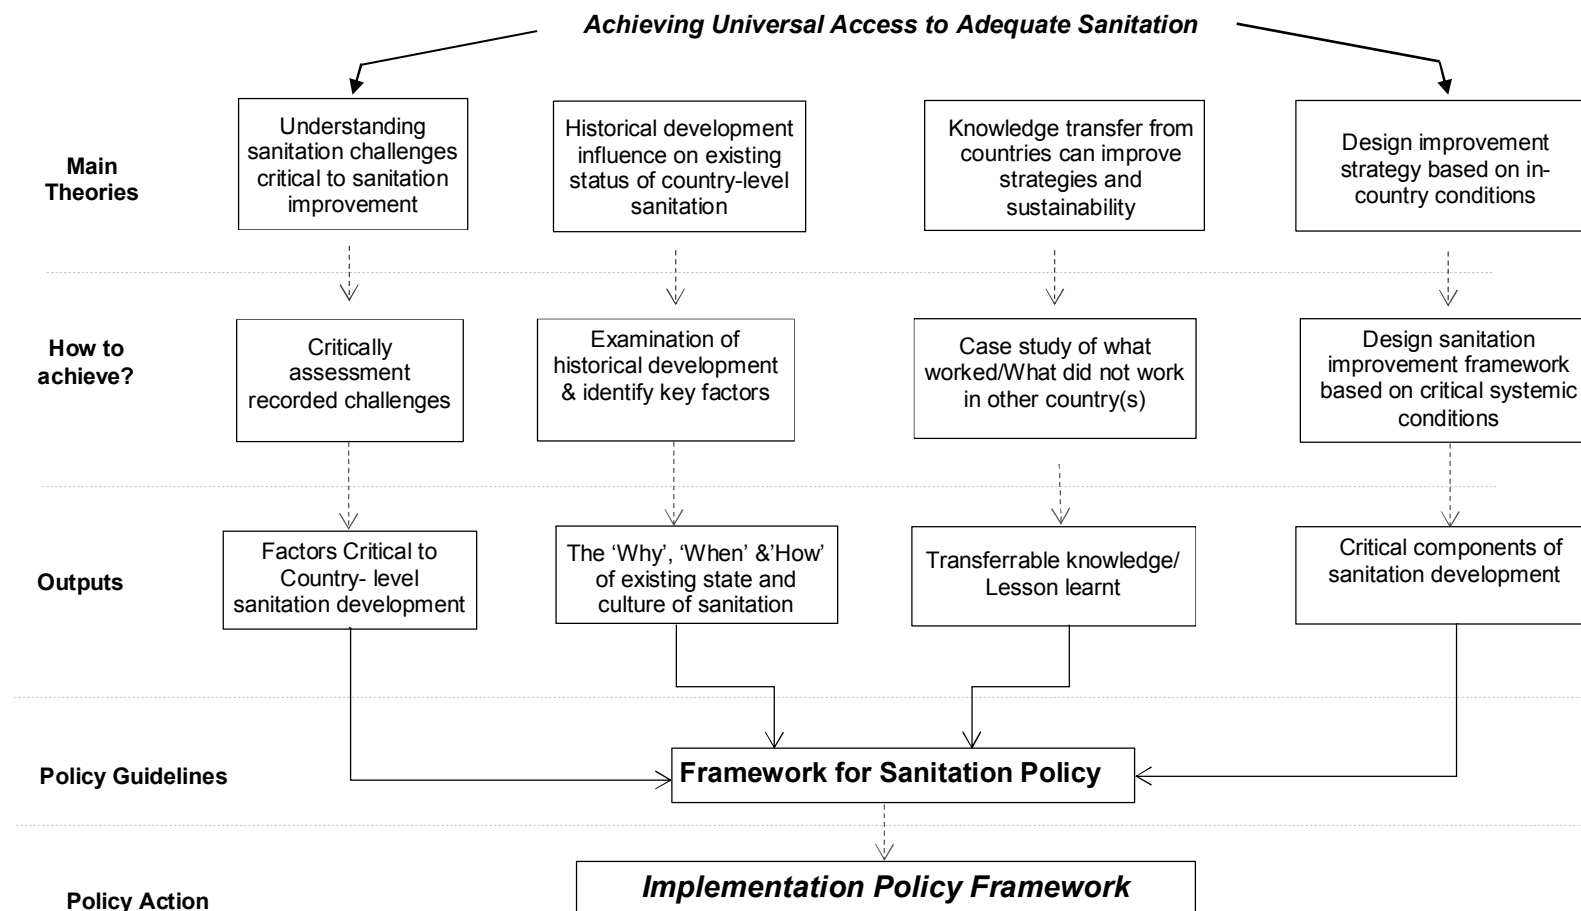 Achieving Universal Access to Adequate Sanitation
Main
Theories
Understanding
sanitation challenges
critical to sanitation
improvement
Historical development
influence on existing
status of country-level
sanitation
Knowledge transfer from
countries can improve
strategies and
sustainability
Design improvement
strategy based on in-
country conditions
How to
achieve?
Critically
assessment
recorded challenges
Examination of
historical development
& identify key factors
Case study of what
worked/What did not work
in other country(s)
Design sanitation
improvement framework
based on critical systemic
conditions
Outputs
Factors Critical to
Country- level
sanitation development
The ‘Why’, ‘When’ &’How’
of existing state and
culture of sanitation
Transferrable knowledge/
Lesson learnt
Critical components of
sanitation development
Policy Guidelines
Framework for Sanitation Policy
Policy Action
Implementation Policy Framework